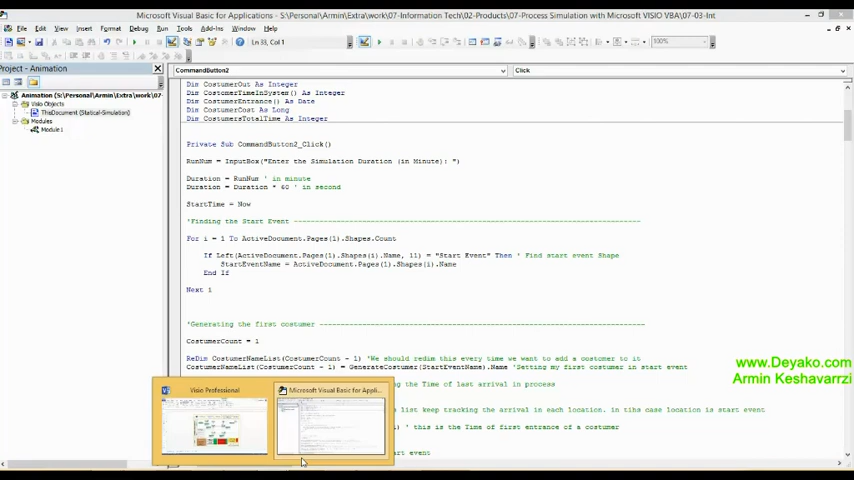 Microsoft Visual Basic for Applications - S:\Personal\Armin\Extra\work\07-Information Tech\02-Products\07-Process Simulation with Microsoft VISIO VBA\07-03-Int
File Edit View Insert Format Debug Run Tools Add-Ins Window Help
Ln 33, Col 1
100%
Project - Animation
CommandButton2
Click
Animation (S:\Personal\Armin\Extra\work\07-
Visio Objects
ThisDocument (Statical-Simulation)
Modules
Module1
Dim CostumerOut As Integer
Dim CostomerTimeInSystem() As Integer
Dim CostumerEntrance() As Date
Dim CostumerCost As Long
Dim CostumersTotalTime As Integer
Private Sub CommandButton2_Click()
RunNum = InputBox("Enter the Simulation Duration (in Minute): ")
Duration = RunNum ' in minute
Duration = Duration * 60 ' in second
StartTime = Now
'Finding the Start Event
For i = 1 To ActiveDocument.Pages(1).Shapes.Count
If Left(ActiveDocument.Pages(1).Shapes(i).Name, 11) = "Start Event" Then ' Find start event Shape
StartEventName = ActiveDocument.Pages(1).Shapes(i).Name
End If
Next i
'Generating the first costumer
CostumerCount = 1
ReDim CostumerNameList(CostumerCount - 1) 'We should redim this every time we want to add a costomer to it
CostumerNameList(CostumerCount - 1) = GenerateCostumer(StartEventName).Name 'Setting my first costumer in start event
ng the Time of last arrival in process
s list keep tracking the arrival in each location. in tihs case location is start event
) ' this is the Time of first entrance of a costumer
art event
Visio Professional
Microsoft Visual Basic for Applic...
www.Deyako.com
Armin Keshavarrzi